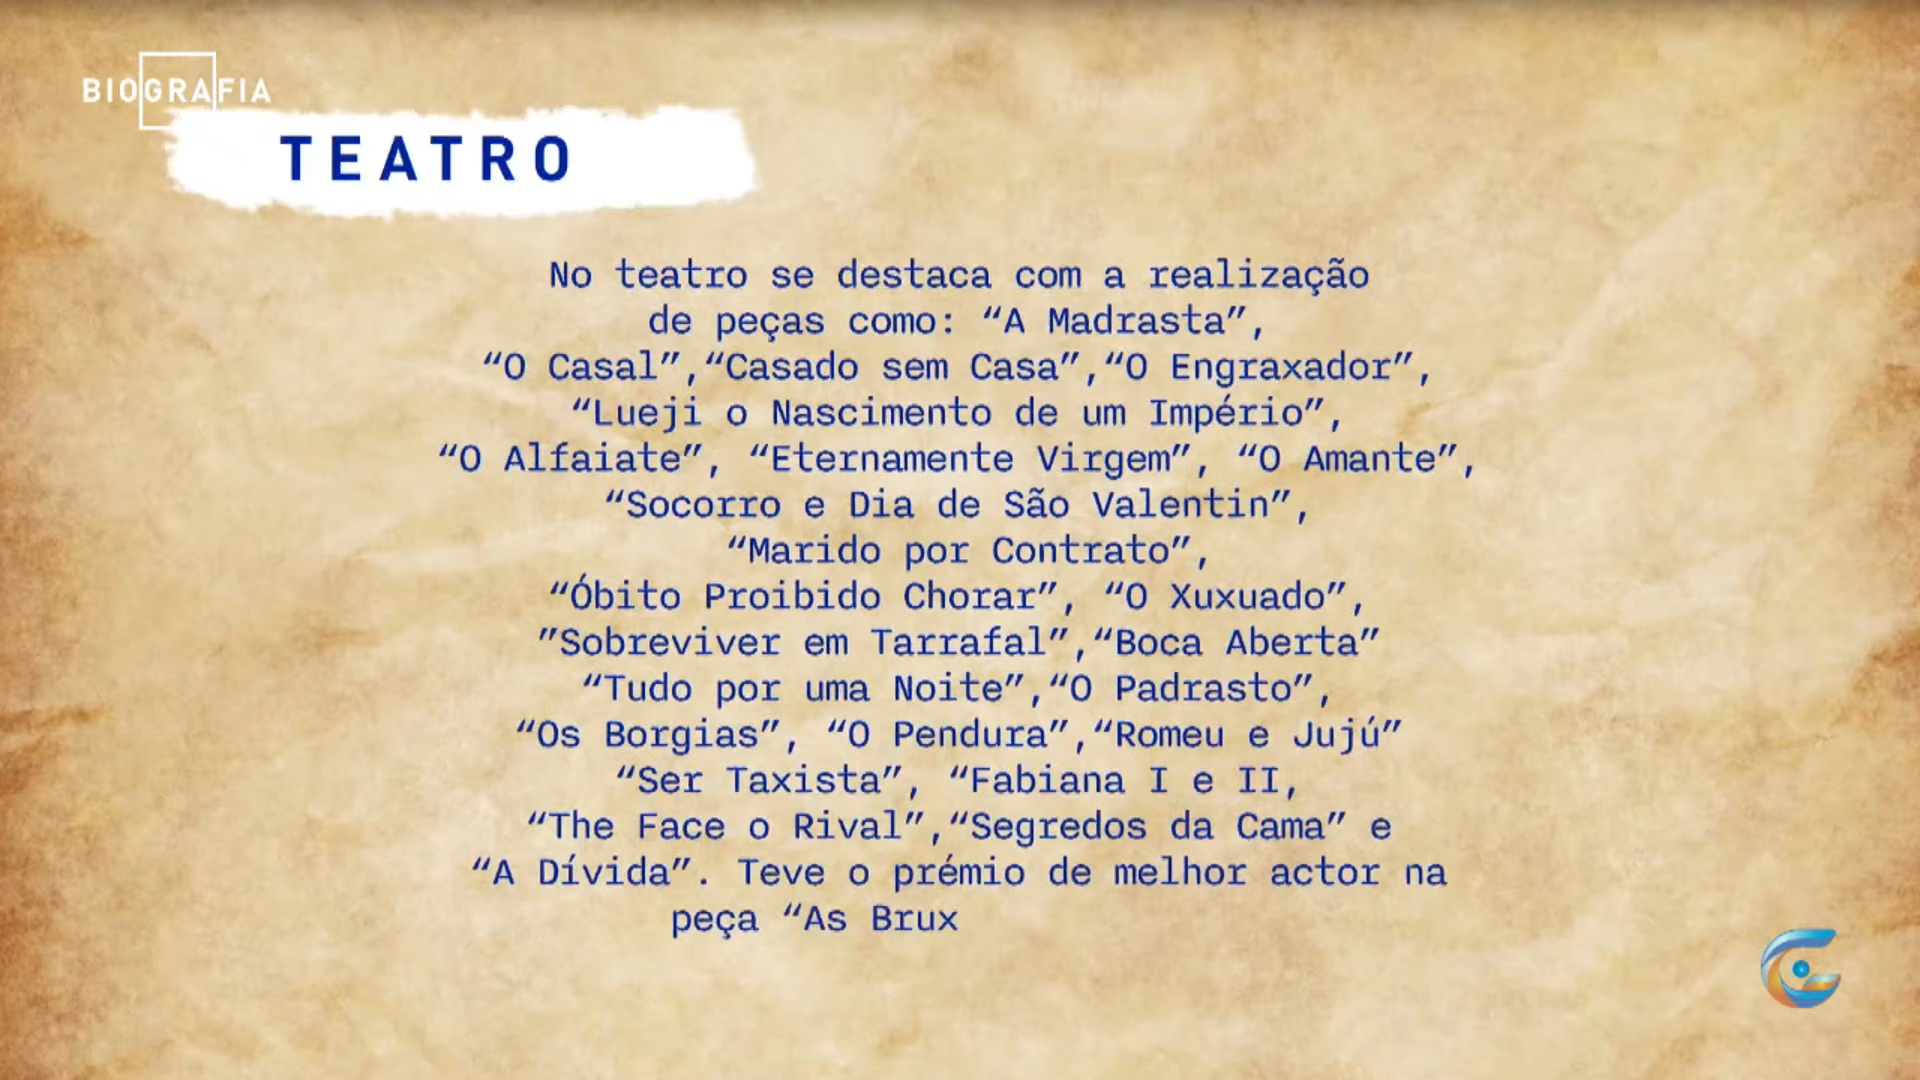 BIOGRAFIA
TEATRO
No teatro se destaca com a realização
de peças como: “A Madrasta”,
“O Casal”,“Casado sem Casa”,“O Engraxador”,
“Lueji o Nascimento de um Império”,
“O Alfaiate”, “Eternamente Virgem”, “O Amante”,
“Socorro e Dia de São Valentin”,
“Marido por Contrato”,
“Óbito Proibido Chorar”, “O Xuxuado”,
”Sobreviver em Tarrafal”,“Boca Aberta”
“Tudo por uma Noite”,“O Padrasto”,
“Os Borgias”, “O Pendura”,“Romeu e Jujú”
“Ser Taxista”, “Fabiana I e II,
“The Face o Rival”,“Segredos da Cama” e
“A Dívida”. Teve o prémio de melhor actor na
peça “As Brux